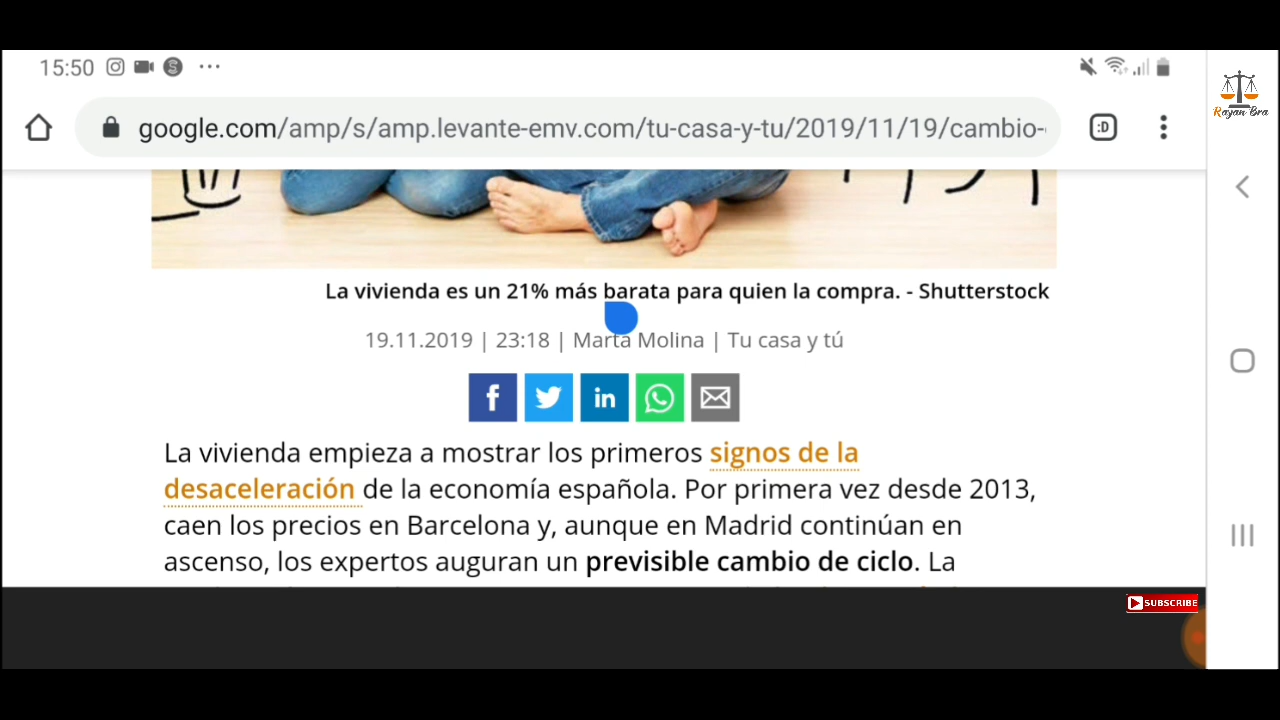 15:50
Rajan Bra
google.com/amp/s/amp.levante-emv.com/tu-casa-y-tu/2019/11/19/cambio-
:D
La vivienda es un 21% más barata para quien la compra. - Shutterstock
19.11.2019 | 23:18 | Marta Molina | Tu casa y tú
La vivienda empieza a mostrar los primeros signos de la
desaceleración de la economía española. Por primera vez desde 2013,
caen los precios en Barcelona y, aunque en Madrid continúan en
ascenso, los expertos auguran un previsible cambio de ciclo. La
SUBSCRIBE